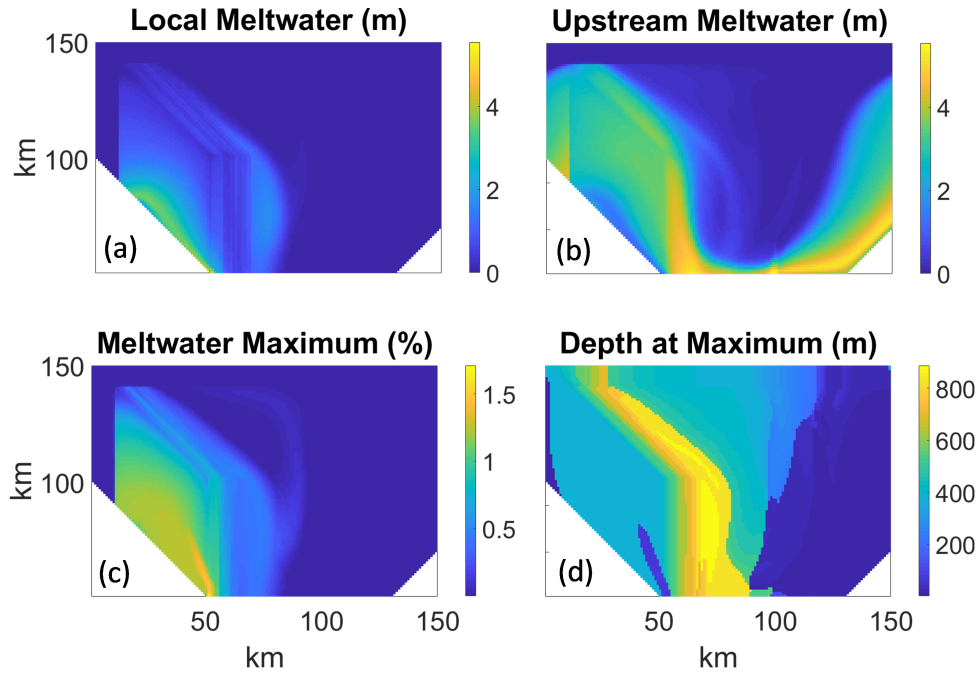 Local Meltwater (m)
Upstream Meltwater (m)
150
100
km
(a)
4
2
0
(b)
4
2
0
Meltwater Maximum (%)
Depth at Maximum (m)
150
100
km
(c)
1.5
1
0.5
(d)
800
600
400
200
50
100
150
km
50
100
150
km